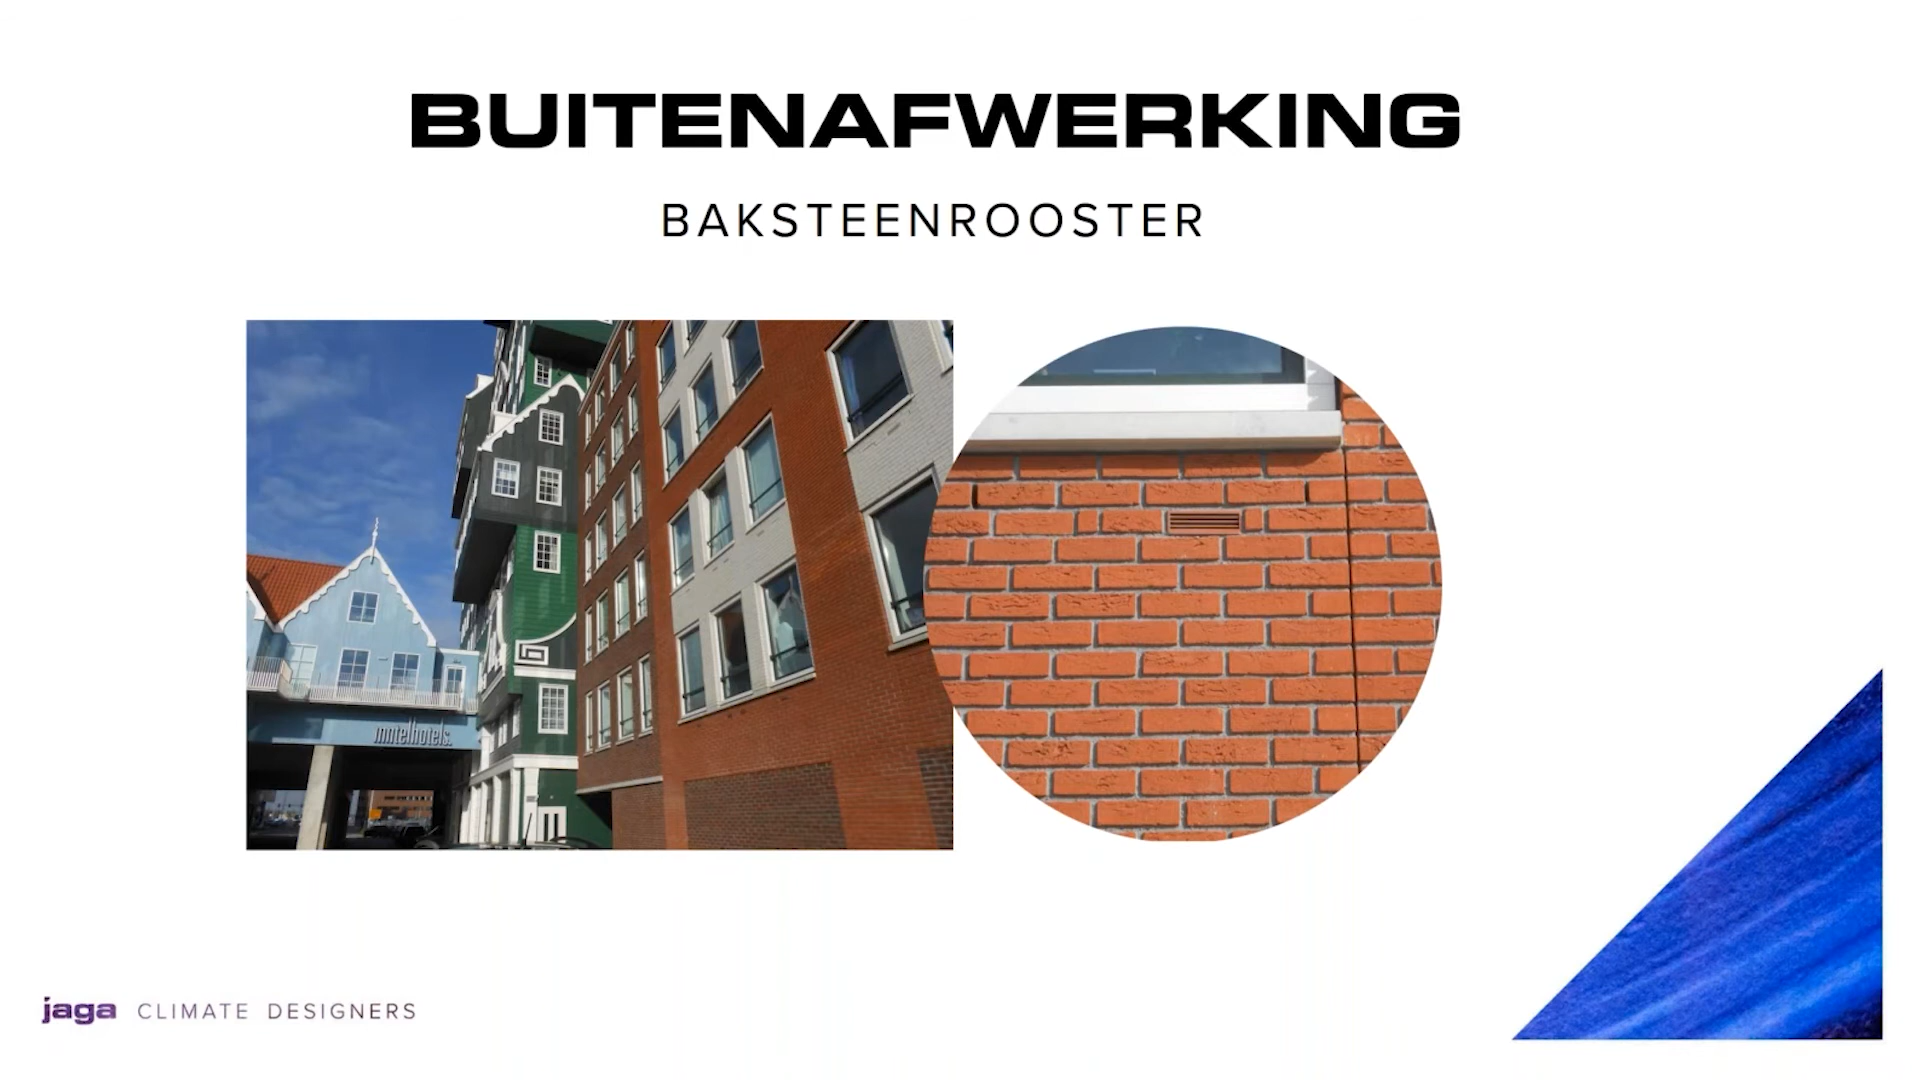 BUITENAFWERKING
BAKSTEENROOSTER
inntelhotels.
jaga CLIMATE DESIGNERS